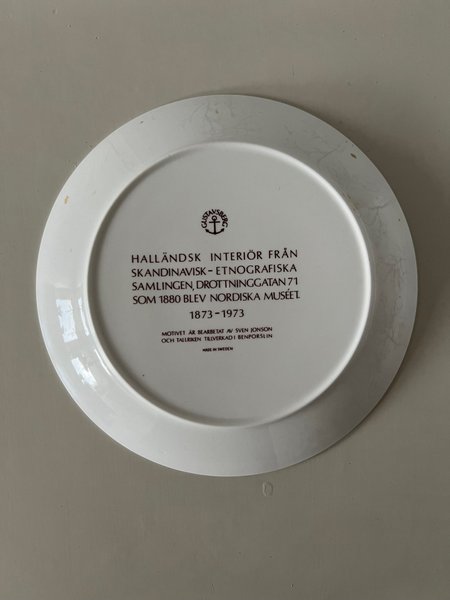 GUSTAVSBERG
HALLÄNDSK INTERIÖR FRÅN
SKANDINAVISK-ETNOGRAFISKA
SAMLINGEN, DROTTNINGGATAN 71
SOM 1880 BLEV NORDISKA MUSÉET.
1873-1973
MOTIVET ÄR BEARBETAT AV SVEN JONSON
OCH TALLRIKEN TILLVERKAD I BENPORSLIN
MADE IN SWEDEN